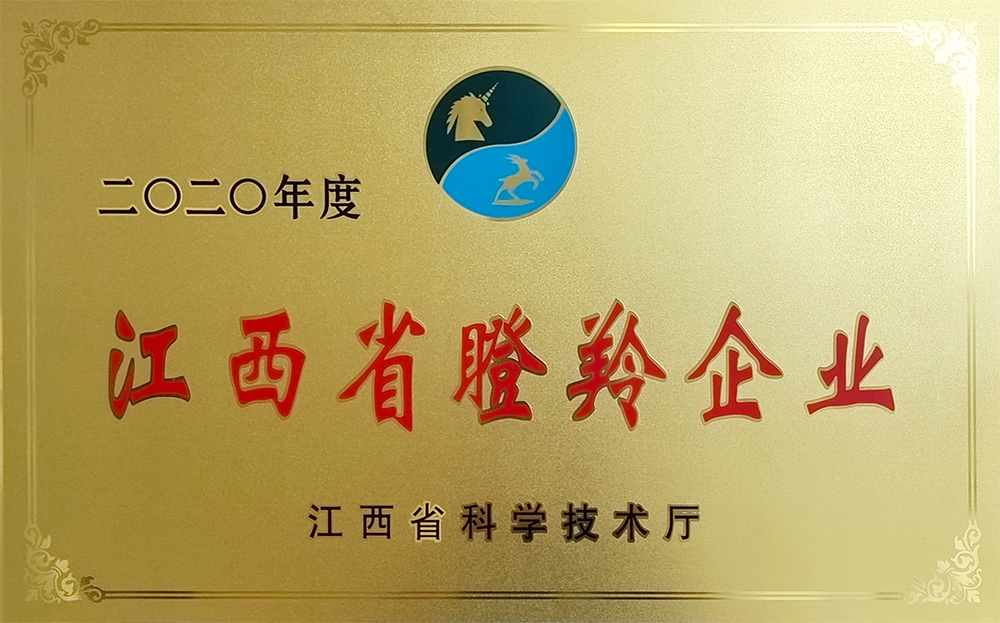 二〇二〇年度
江西省瞪羚企业
江西省科学技术厅